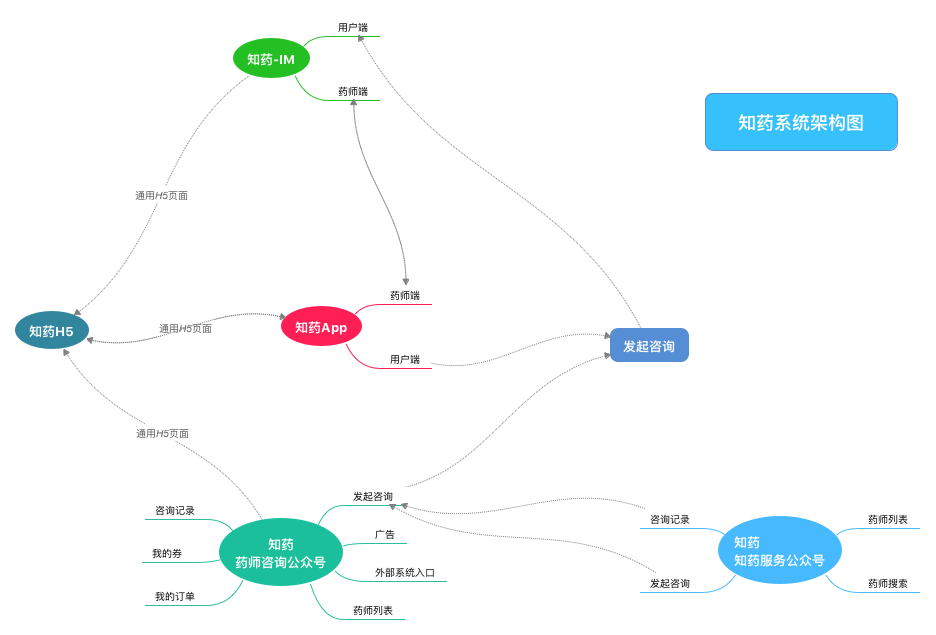 用户端
知药-IM
药师端
知药系统架构图
通用H5页面
药师端
知药H5
通用H5页面
知药App
用户端
发起咨询
通用H5页面
发起咨询
咨询记录
广告
我的券
知药
药师咨询公众号
外部系统入口
我的订单
药师列表
咨询记录
药师列表
知药
知药服务公众号
发起咨询
药师搜索